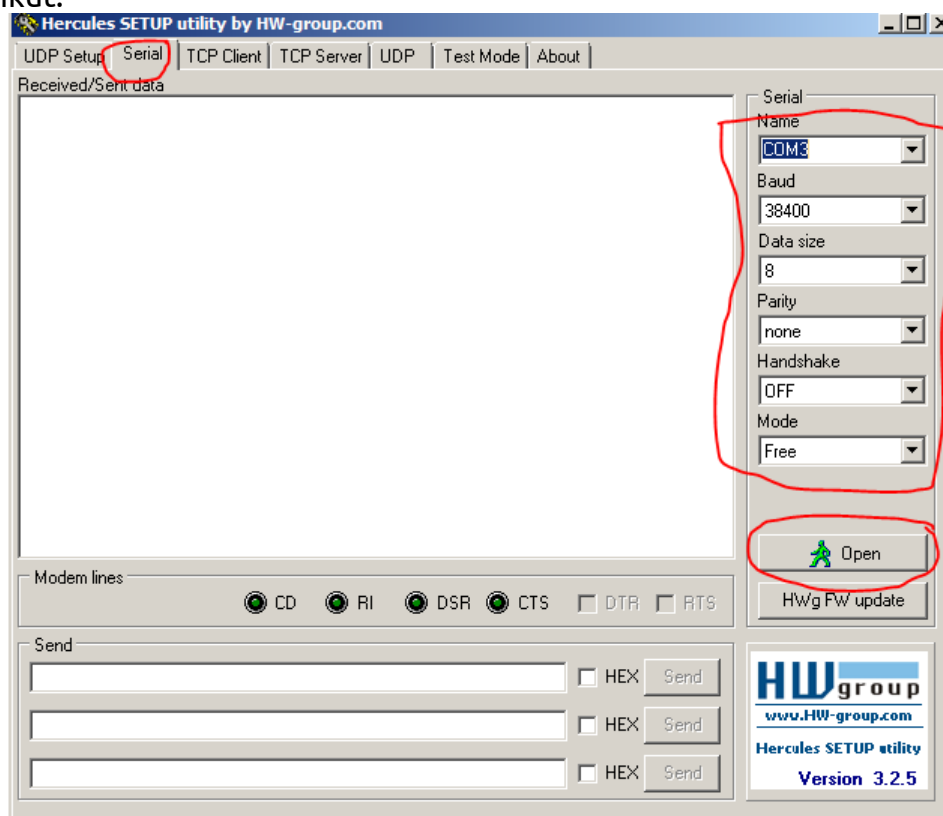 Hercules SETUP utility by HW-group.com
UDP Setup Serial TCP Client TCP Server UDP Test Mode About
Received/Sent data
Serial
Name
COM3
Baud
38400
Data size
8
Parity
none
Handshake
OFF
Mode
Free
Open
HWg FW update
Modem lines
CD RI DSR CTS DTR RTS
Send
HEX Send
HEX Send
HEX Send
HWgroup
www.HW-group.com
Hercules SETUP utility
Version 3.2.5